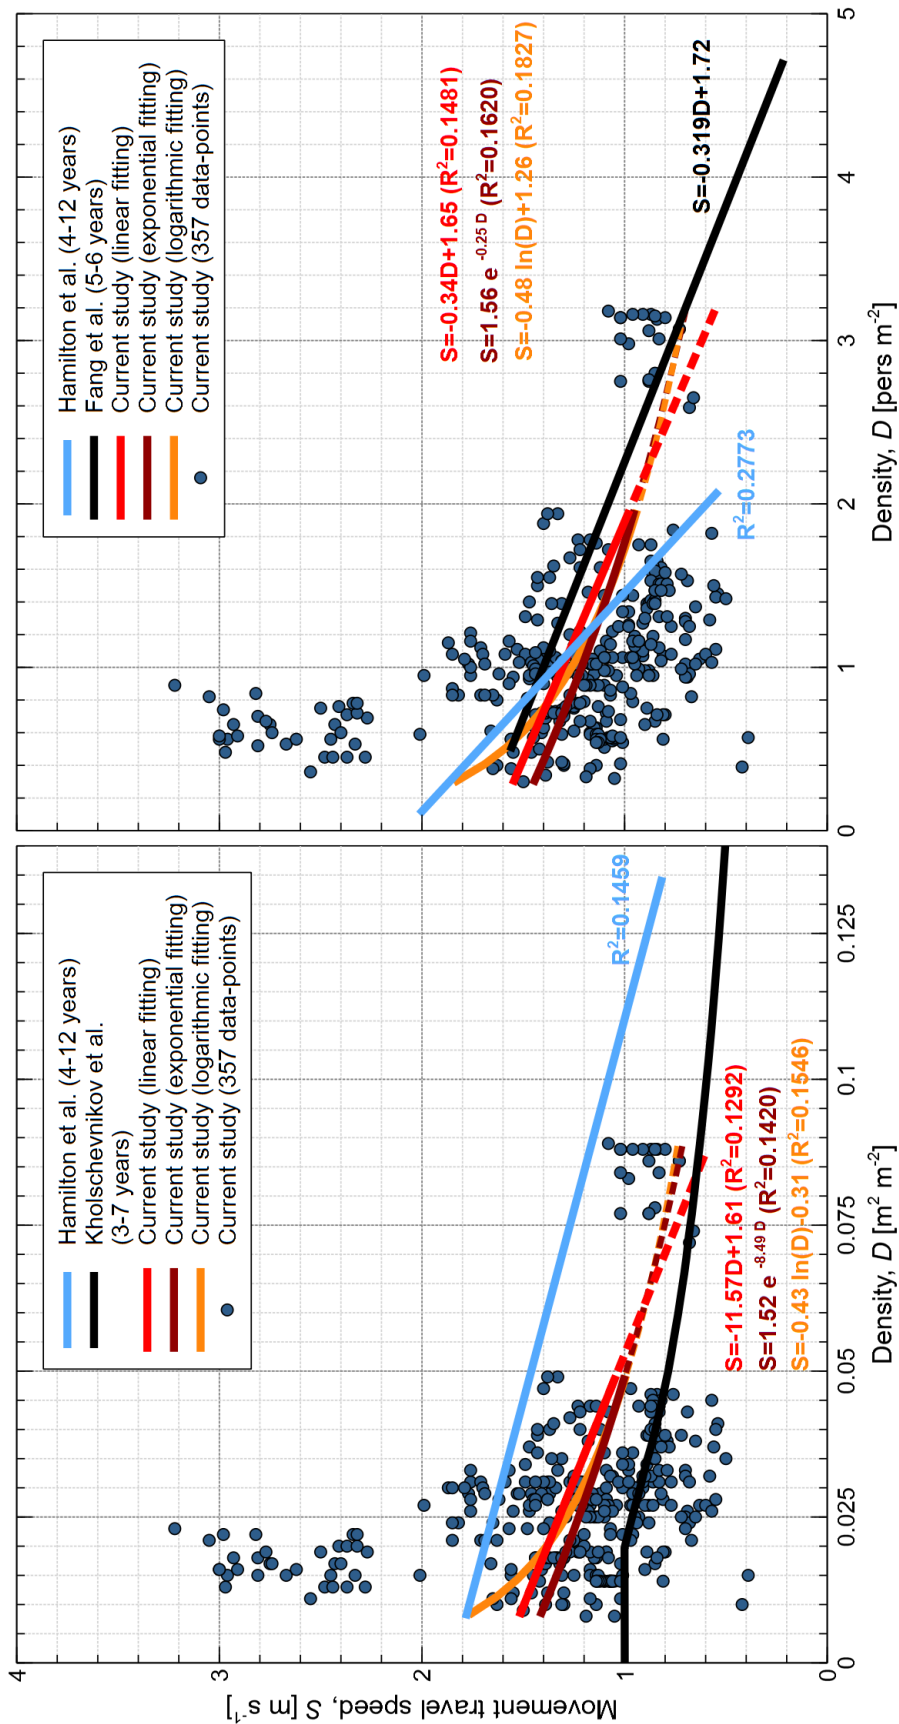 Movement travel speed, S [m s-1]
4
3
2
1
0
Hamilton et al. (4-12 years)
Kholschevnikov et al.
(3-7 years)
Current study (linear fitting)
Current study (exponential fitting)
Current study (logarithmic fitting)
Current study (357 data-points)
R2=0.1459
S=-11.57D+1.61 (R2=0.1292)
S=1.52 e -8.49 D (R2=0.1420)
S=-0.43 ln(D)-0.31 (R2=0.1546)
0
0.025
0.05
0.075
0.1
0.125
Density, D [m2 m-2]
Hamilton et al. (4-12 years)
Fang et al. (5-6 years)
Current study (linear fitting)
Current study (exponential fitting)
Current study (logarithmic fitting)
Current study (357 data-points)
S=-0.34D+1.65 (R2=0.1481)
S=1.56 e -0.25 D (R2=0.1620)
S=-0.48 ln(D)+1.26 (R2=0.1827)
S=-0.319D+1.72
R2=0.2773
0
1
2
3
4
5
Density, D [pers m-2]